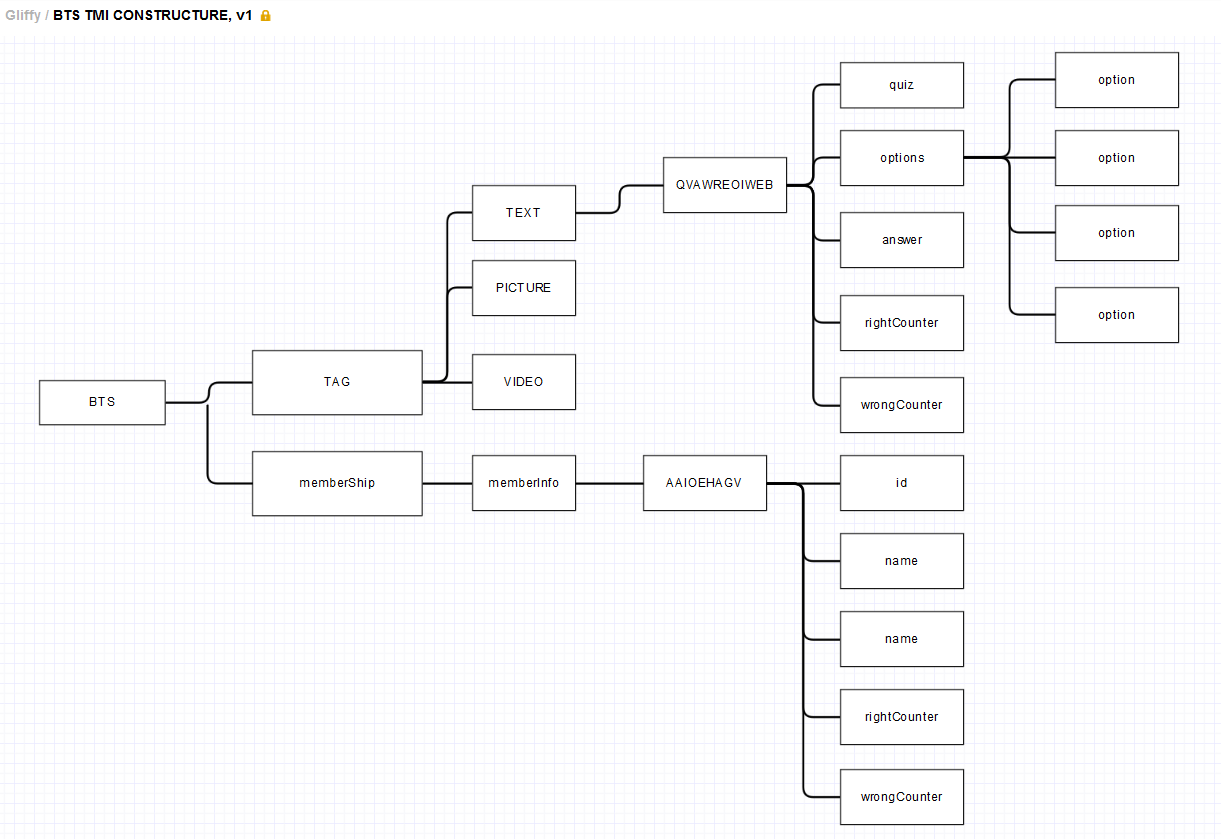 Gliffy / BTS TMI CONSTRUCTURE, v1
BTS
TAG
memberShip
TEXT
PICTURE
VIDEO
memberInfo
QVAWREOIWEB
AAIOEHAGV
quiz
options
answer
rightCounter
wrongCounter
id
name
name
rightCounter
wrongCounter
option
option
option
option